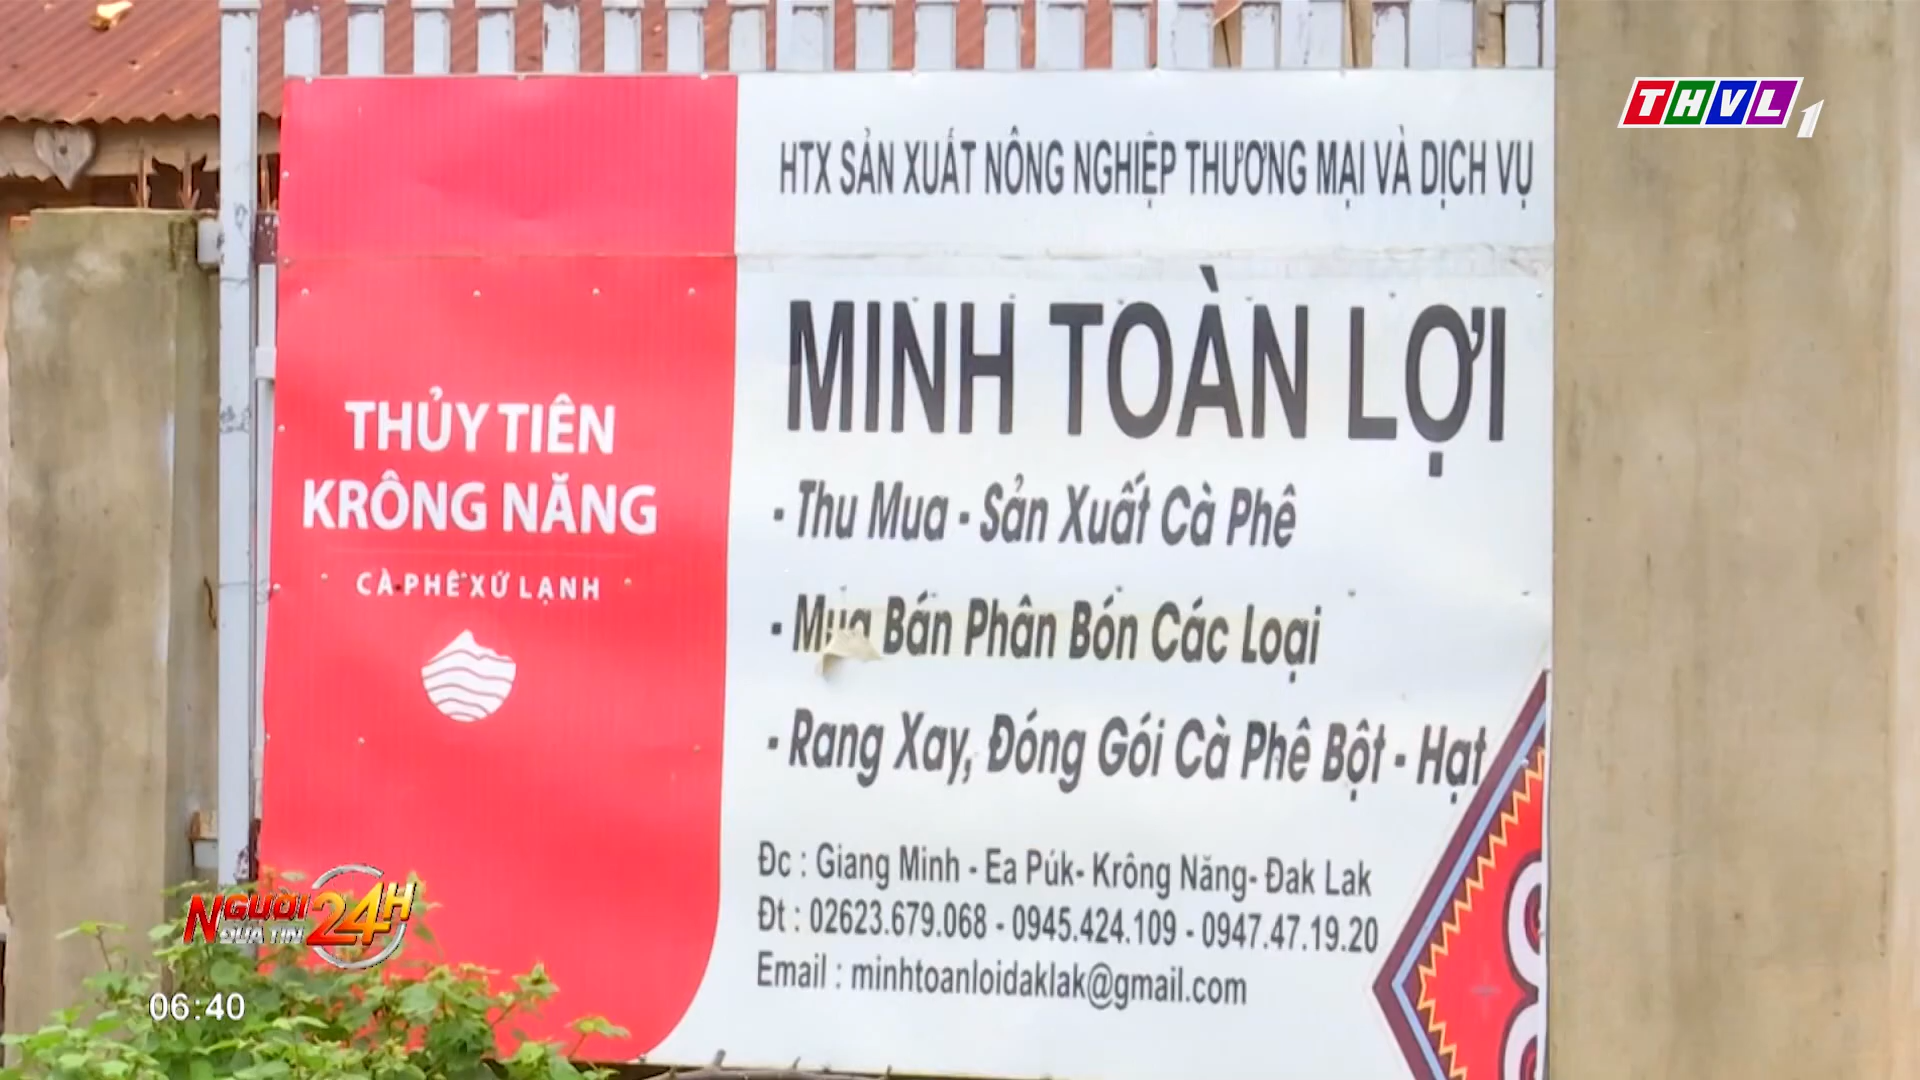 THVL1
HTX SẢN XUẤT NÔNG NGHIỆP THƯƠNG MẠI VÀ DỊCH VỤ
MINH TOÀN LỢI
- Thu Mua - Sản Xuất Cà Phê
- Mua Bán Phân Bón Các Loại
- Rang Xay, Đóng Gói Cà Phê Bột - Hạt
Đc : Giang Minh - Ea Púk- Krông Năng- Đak Lak
Đt : 02623.679.068 - 0945.424.109 - 0947.47.19.20
Email : minhtoanloidaklak@gmail.com
THỦY TIÊN
KRÔNG NĂNG
CÀ PHÊ XỨ LẠNH
NGƯỜI ĐƯA TIN 24H
06:40